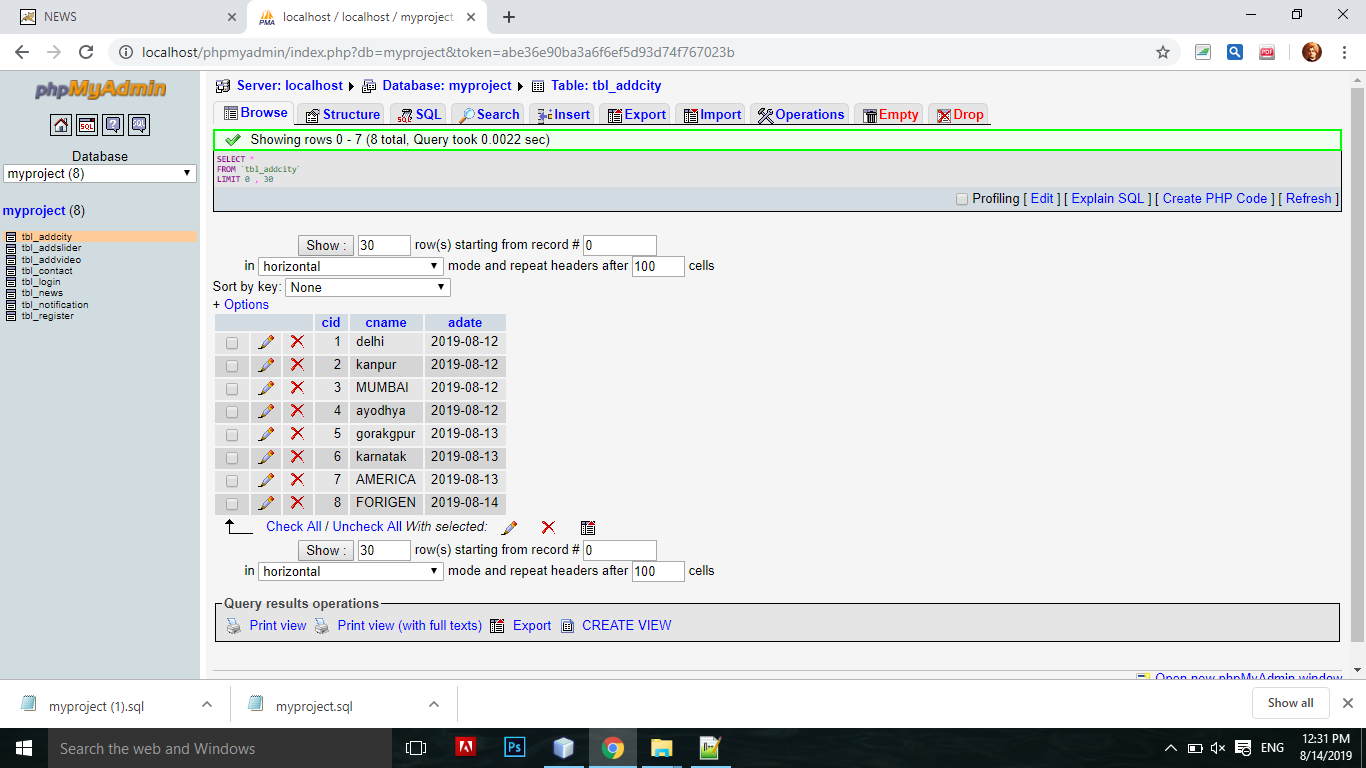 NEWS
localhost / localhost / myproject
localhost/phpmyadmin/index.php?db=myproject&token=abe36e90ba3a6f6ef5d93d74f767023b
phpMyAdmin
SQL
Database
myproject (8)
myproject (8)
tbl_addcity
tbl_addslider
tbl_addvideo
tbl_contact
tbl_login
tbl_news
tbl_notification
tbl_register
Server: localhost Database: myproject Table: tbl_addcity
Browse Structure SQL Search Insert Export Import Operations Empty Drop
Showing rows 0 - 7 (8 total, Query took 0.0022 sec)
SELECT *
FROM `tbl_addcity`
LIMIT 0 , 30
Profiling [ Edit ] [ Explain SQL ] [ Create PHP Code ] [ Refresh ]
Show : 30 row(s) starting from record # 0
in horizontal mode and repeat headers after 100 cells
Sort by key: None
+ Options
cid cname adate
1 delhi 2019-08-12
2 kanpur 2019-08-12
3 MUMBAI 2019-08-12
4 ayodhya 2019-08-12
5 gorakgpur 2019-08-13
6 karnatak 2019-08-13
7 AMERICA 2019-08-13
8 FORIGEN 2019-08-14
Check All / Uncheck All With selected:
Show : 30 row(s) starting from record # 0
in horizontal mode and repeat headers after 100 cells
Query results operations
Print view Print view (with full texts) Export CREATE VIEW
Open new phpMyAdmin window
myproject (1).sql
myproject.sql
Show all
Search the web and Windows
Ps
ENG
12:31 PM
8/14/2019